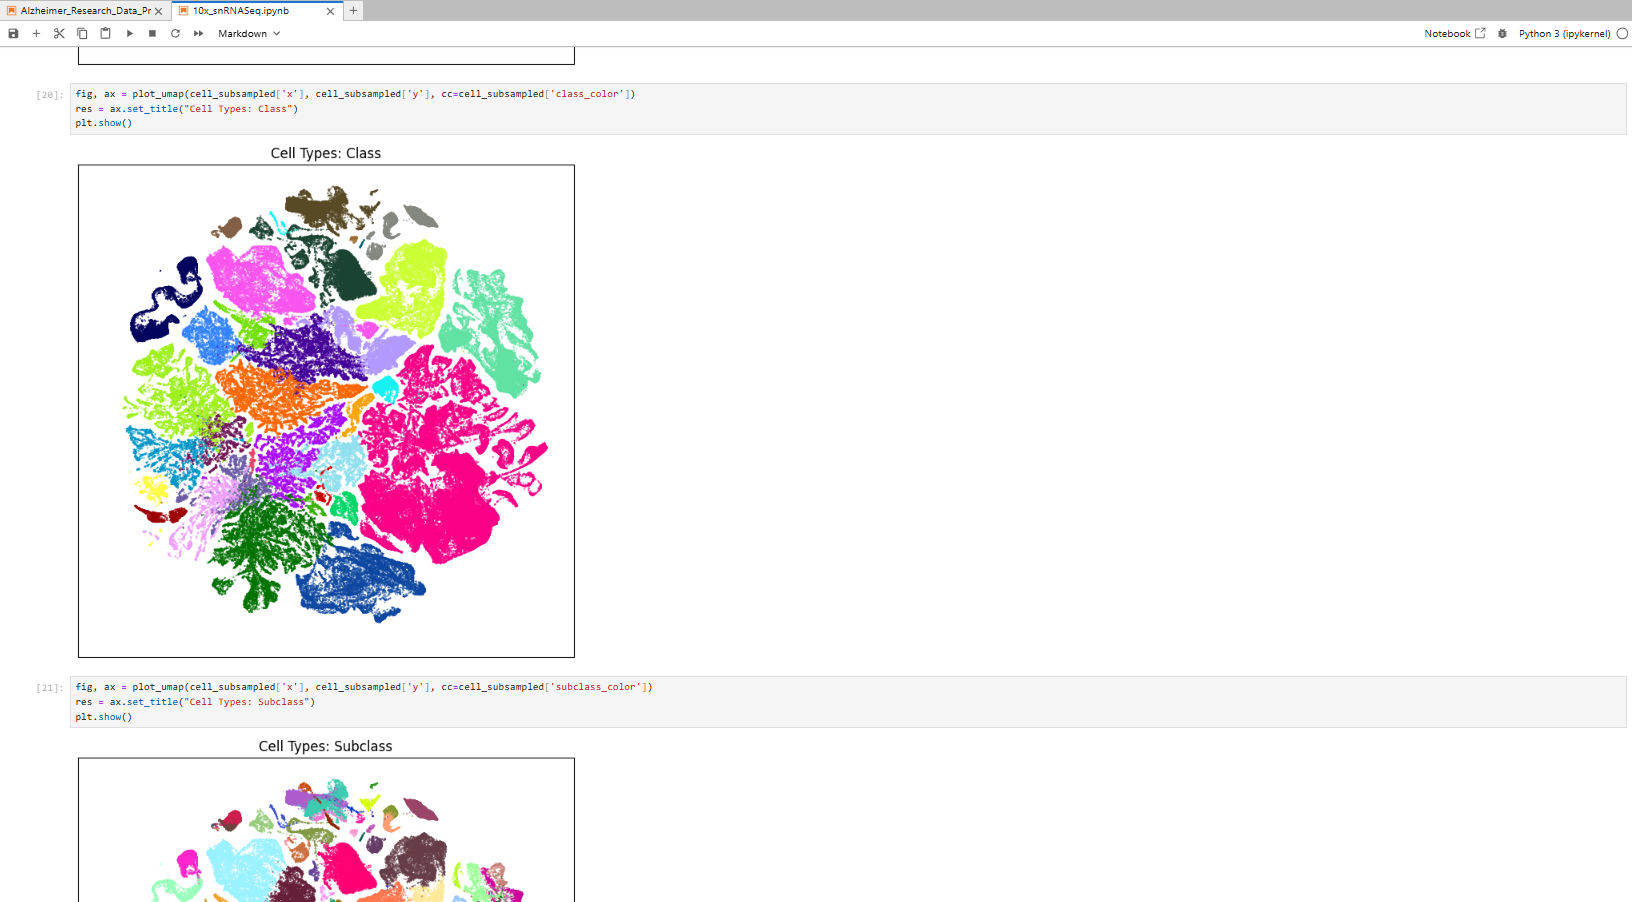 Alzheimer_Research_Data_Pr
10x_snRNASeq.ipynb
Markdown
Notebook
Python 3 (ipykernel)
[20]:
fig, ax = plot_umap(cell_subsampled['x'], cell_subsampled['y'], cc=cell_subsampled['class_color'])
res = ax.set_title("Cell Types: Class")
plt.show()
Cell Types: Class
[21]:
fig, ax = plot_umap(cell_subsampled['x'], cell_subsampled['y'], cc=cell_subsampled['subclass_color'])
res = ax.set_title("Cell Types: Subclass")
plt.show()
Cell Types: Subclass